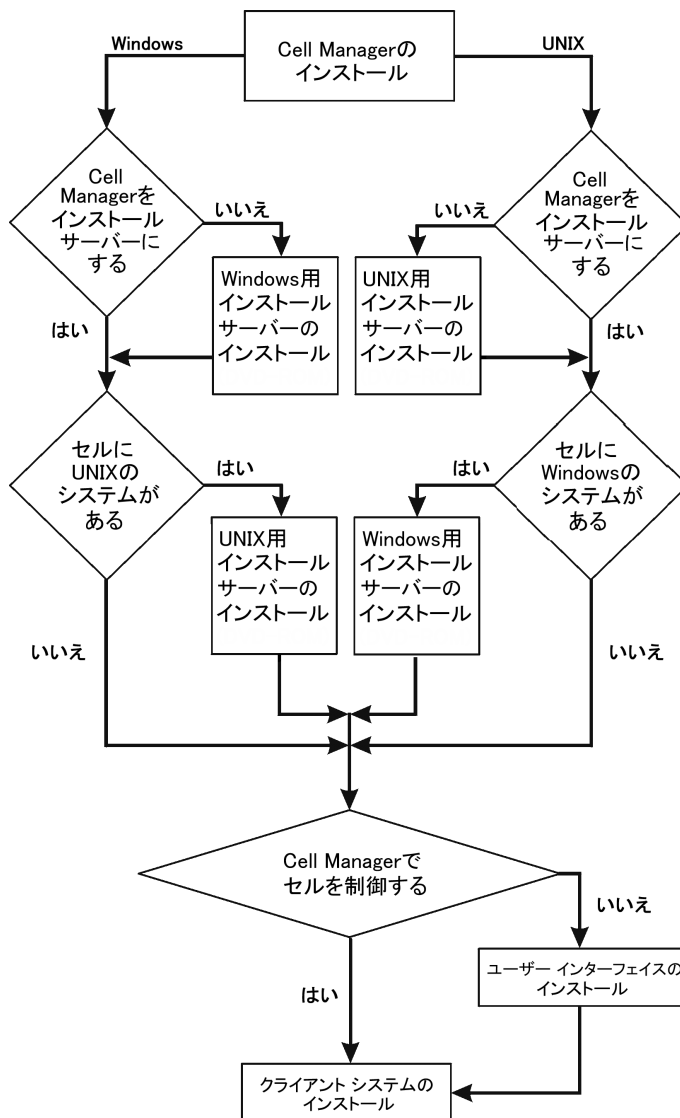 Windows
Cell Managerの
インストール
UNIX
Cell
Managerを
インストール
サーバーに
する
いいえ
いいえ
Cell
Managerを
インストール
サーバーに
する
Windows用
インストール
サーバーの
インストール
UNIX用
インストール
サーバーの
インストール
はい
はい
セルに
UNIXの
システムが
ある
はい
はい
セルに
Windowsの
システムが
ある
UNIX用
インストール
サーバーの
インストール
Windows用
インストール
サーバーの
インストール
いいえ
いいえ
Cell Managerで
セルを制御する
いいえ
ユーザー インターフェイスの
インストール
はい
クライアント システムの
インストール